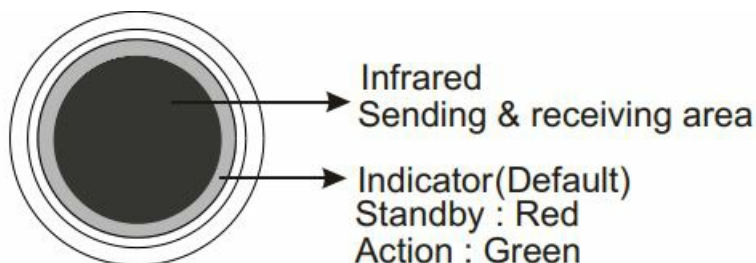 Infrared
Sending & receiving area
Indicator(Default)
Standby : Red
Action : Green